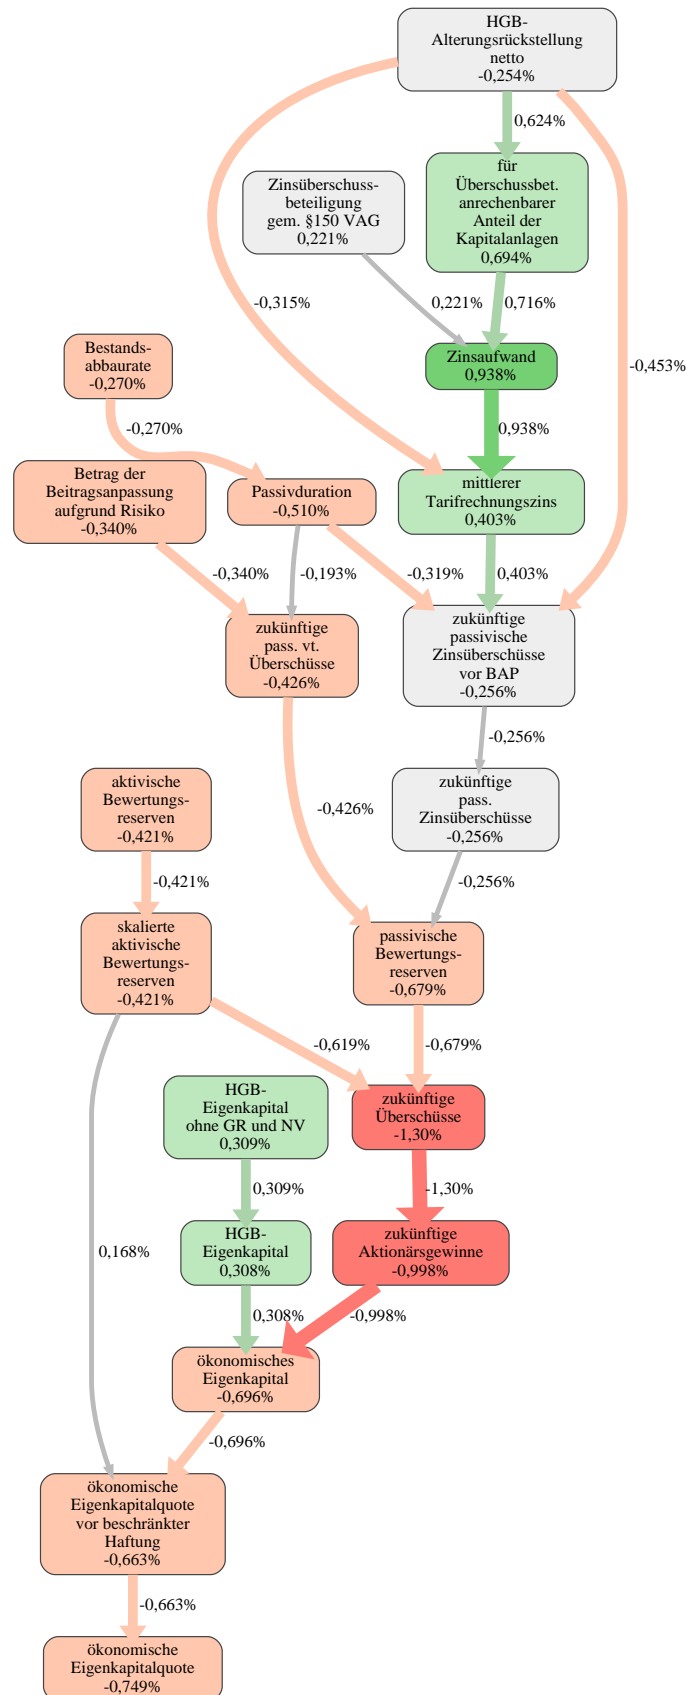 HGB-
Alterungsrückstellung
netto
-0,254%
0,624%
für
Überschussbet.
anrechenbarer
Anteil der
Kapitalanlagen
0,694%
Zinsüberschuss-
beteiligung
gem. §150 VAG
0,221%
-0,315%
0,221%
0,716%
-0,453%
Bestands-
abbaurate
-0,270%
Zinsaufwand
0,938%
-0,270%
0,938%
Betrag der
Beitragsanpassung
aufgrund Risiko
-0,340%
Passivduration
-0,510%
mittlerer
Tarifrechnungszins
0,403%
-0,340%
-0,193%
-0,319%
0,403%
zukünftige
pass. vt.
Überschüsse
-0,426%
zukünftige
passivische
Zinsüberschüsse
vor BAP
-0,256%
-0,256%
aktivische
Bewertungs-
reserven
-0,421%
-0,426%
zukünftige
pass.
Zinsüberschüsse
-0,256%
-0,421%
-0,256%
skalierte
aktivische
Bewertungs-
reserven
-0,421%
passivische
Bewertungs-
reserven
-0,679%
-0,619%
-0,679%
HGB-
Eigenkapital
ohne GR und NV
0,309%
zukünftige
Überschüsse
-1,30%
0,309%
-1,30%
0,168%
HGB-
Eigenkapital
0,308%
zukünftige
Aktionärsgewinne
-0,998%
0,308%
-0,998%
ökonomisches
Eigenkapital
-0,696%
-0,696%
ökonomische
Eigenkapitalquote
vor beschränkter
Haftung
-0,663%
-0,663%
ökonomische
Eigenkapitalquote
-0,749%